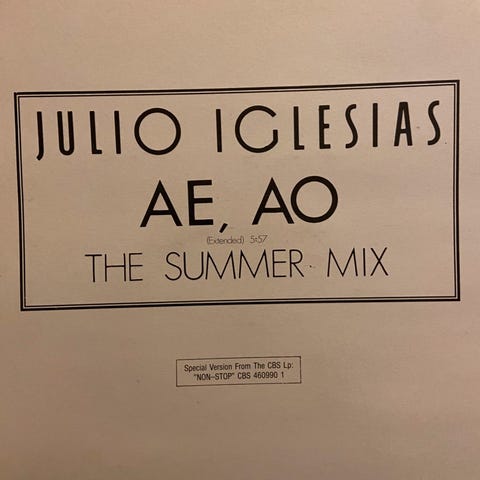 JULIO IGLESIAS
AE, AO
(Extended) 5:57
THE SUMMER MIX
Special Version From The CBS Lp:
"NON-STOP" CBS 460990 1